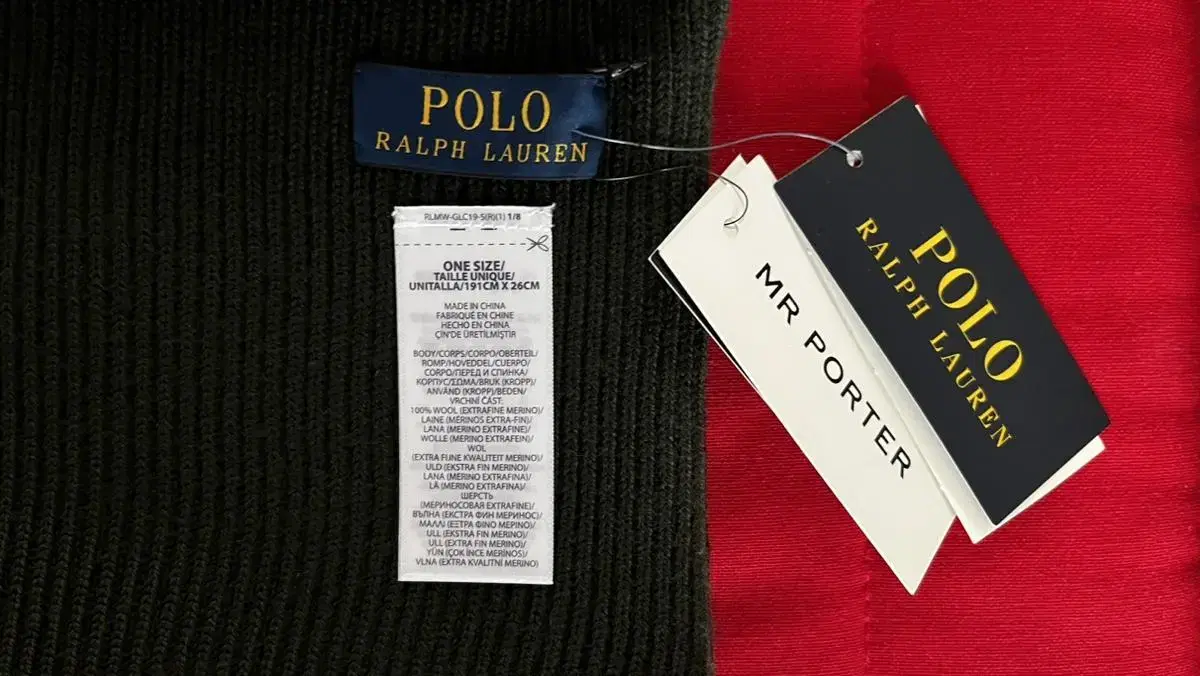 POLO
RALPH LAUREN
RLMW-GLC19-5(R)(1) 1/8
ONE SIZE/
TAILLE UNIQUE/
UNITALLA/191CM X 26CM
MADE IN CHINA
FABRIQUÉ EN CHINE
HECHO EN CHINA
ÇİN'DE ÜRETİLMİŞTİR
BODY/CORPS/CORPO/OBERTEIL/
ROMP/HOVEDDEL/CUERPO/
CORPO/ПЕРЕД И СПИНКА/
КОРПУС/ΣΩΜΑ/BRUK (KROPP)/
ANVÄND (KROPP)/BEDEN/
VRCHNÍ ČÁST:
100% WOOL (EXTRAFINE MERINO)/
LAINE (MÉRINOS EXTRA-FIN)/
LANA (MERINO EXTRAFINE)/
WOLLE (MERINO EXTRAFEIN)/
WOL
(EXTRA FIJNE KWALITEIT MERINO)/
ULD (EKSTRA FIN MERINO)/
LANA (MERINO EXTRAFINA)/
LÃ (MERINO EXTRAFINA)/
ШЕРСТЬ
(МЕРИНОСОВАЯ EXTRAFINE)/
ВЪЛНА (ЕКСТРА ФИН МЕРИНОС)/
ΜΑΛΛΙ (ΕΞΤΡΑ ΦΙΝΟ ΜΕΡΙΝΟ)/
ULL (EKSTRA FIN MERINO)/
ULL (EXTRA FIN MERINO)/
YÜN (ÇOK İNCE MERİNOS)/
VLNA (EXTRA KVALITNÍ MERINO)
MR PORTER
POLO
RALPH LAUREN